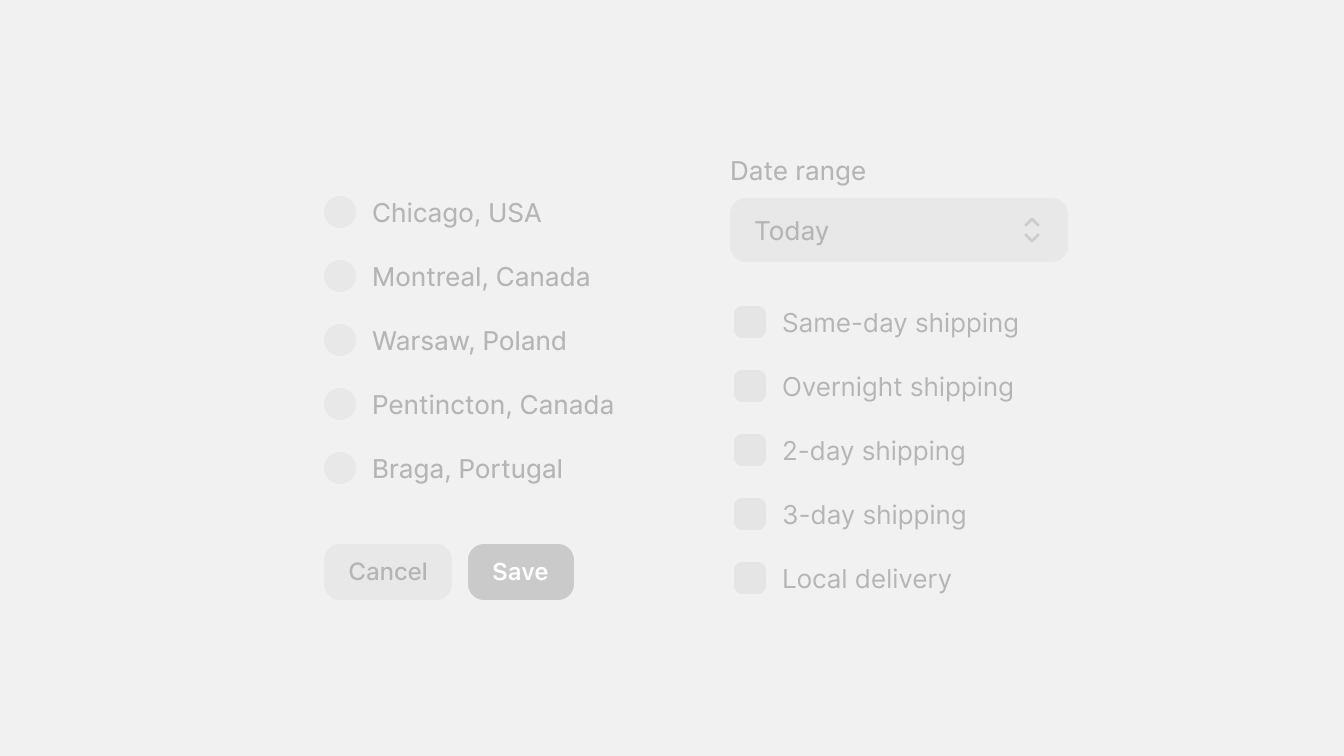 Chicago, USA
Montreal, Canada
Warsaw, Poland
Pentincton, Canada
Braga, Portugal
Cancel
Save
Date range
Today
Same-day shipping
Overnight shipping
2-day shipping
3-day shipping
Local delivery